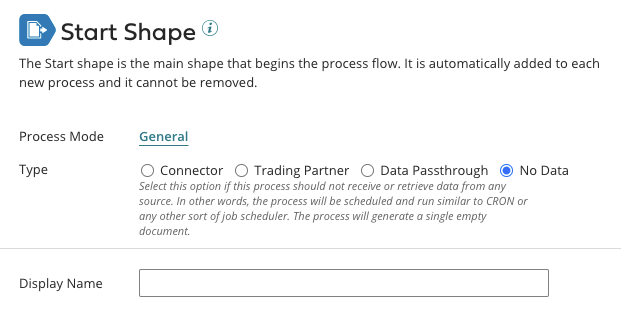 Start Shape
The Start shape is the main shape that begins the process flow. It is automatically added to each
new process and it cannot be removed.
Process Mode General
Type Connector Trading Partner Data Passthrough No Data
Select this option if this process should not receive or retrieve data from any
source. In other words, the process will be scheduled and run similar to CRON or
any other sort of job scheduler. The process will generate a single empty
document.
Display Name